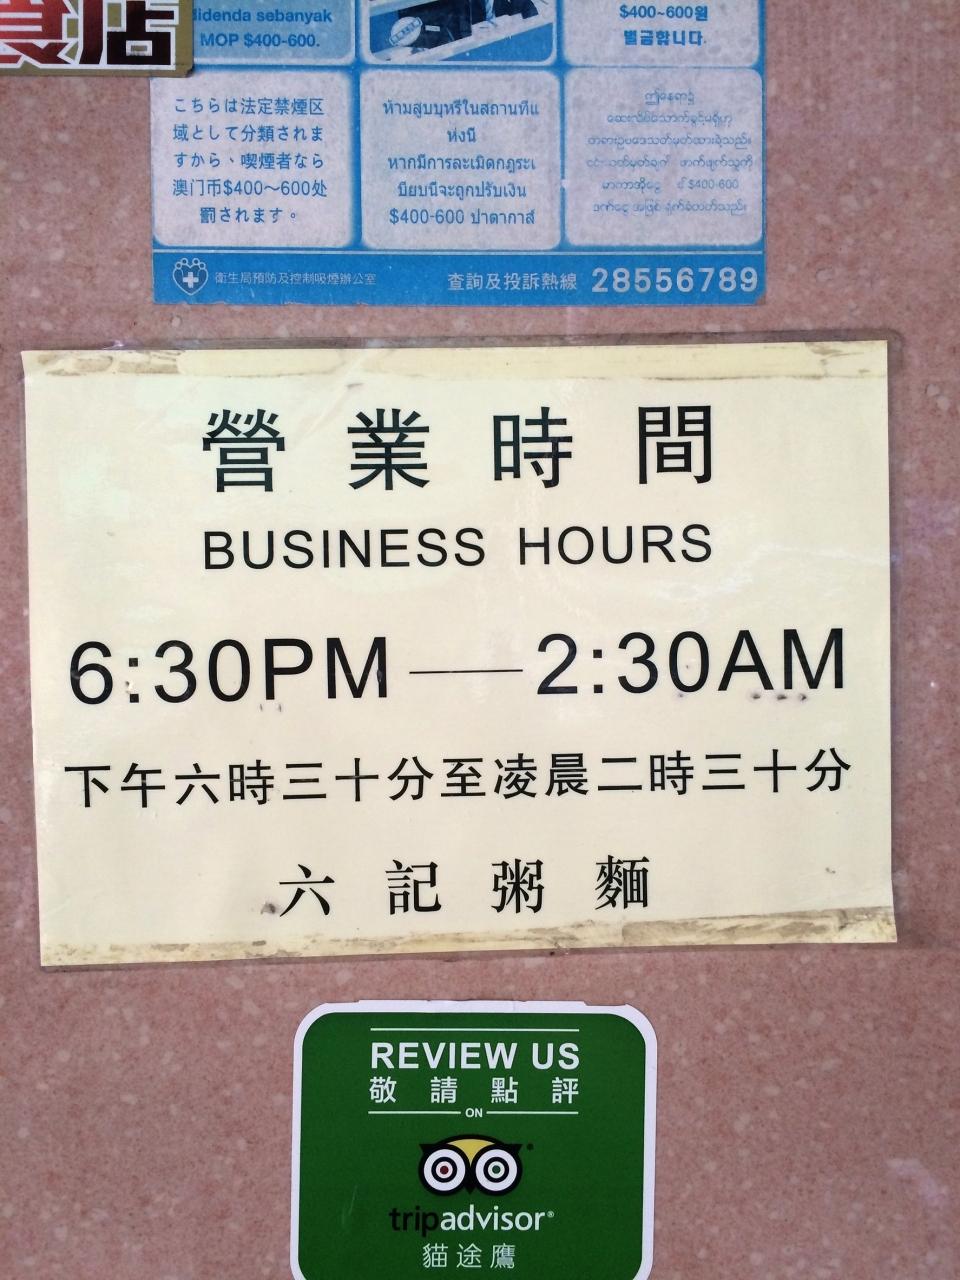 食店
didenda sebanyak
MOP $400-600.
$400~600원
벌금합니다.
こちらは法定禁煙区
域として分類されま
すから、喫煙者なら
澳门币$400～600处
罰されます。
ห้ามสูบบุหรี่ในสถานที่แ
ห่งนี้
หากมีการละเมิดกฎระเ
บียบนี้จะถูกปรับเงิน
$400-600 ปาตากาส์
ဤနေရာ၌
$400-600
衛生局預防及控制吸煙辦公室
查詢及投訴熱線 28556789
營業時間
BUSINESS HOURS
6:30PM — 2:30AM
下午六時三十分至凌晨二時三十分
六記粥麵
REVIEW US
敬請點評
ON
tripadvisor®
貓途鷹